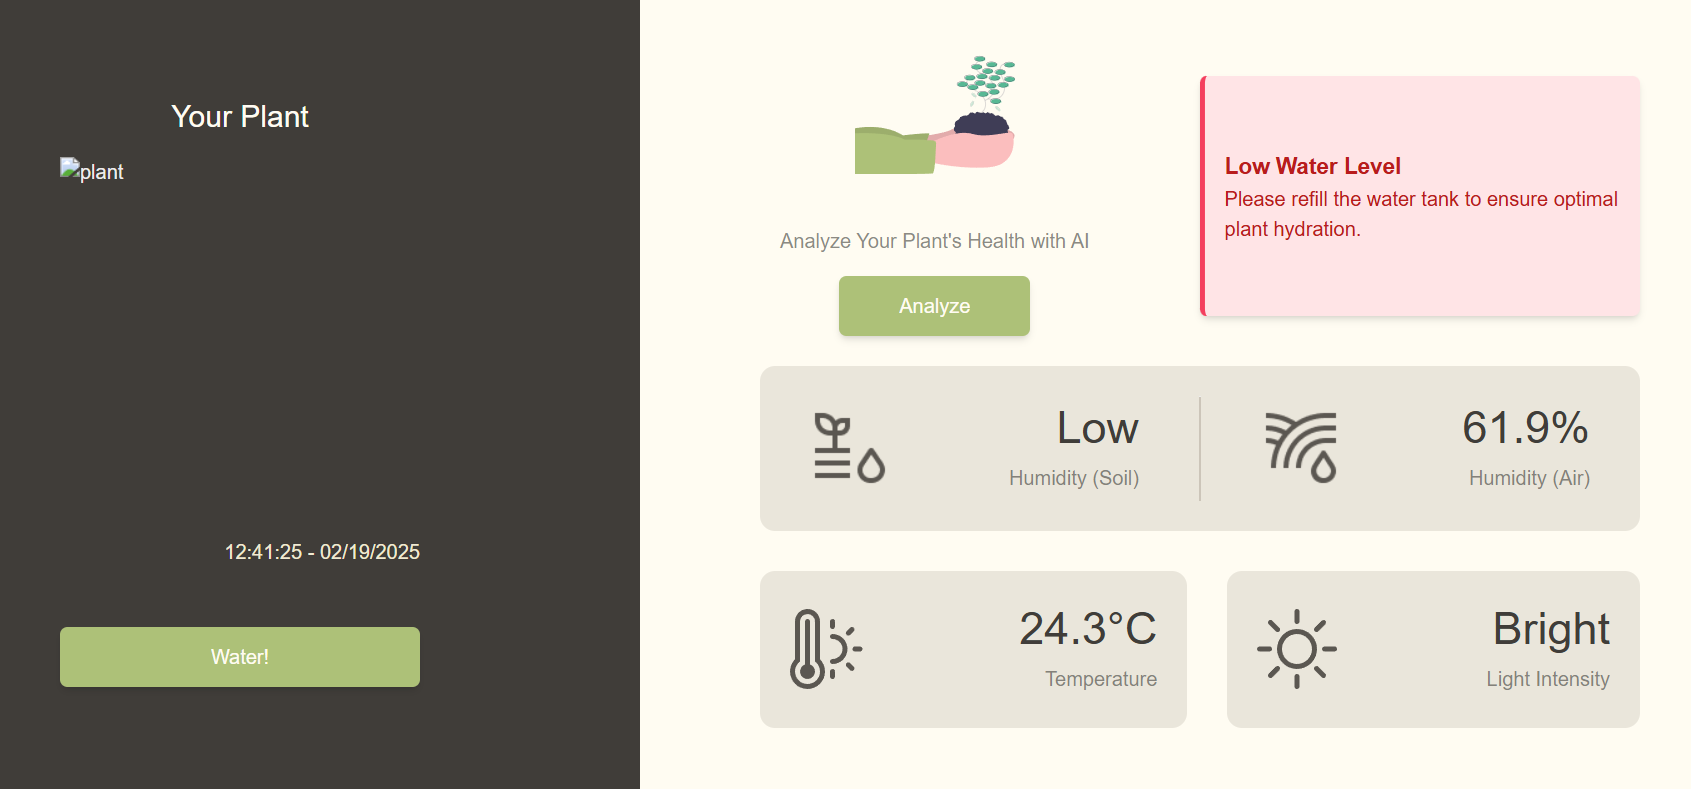 Your Plant
plant
12:41:25 - 02/19/2025
Water!
Analyze Your Plant's Health with AI
Analyze
Low Water Level
Please refill the water tank to ensure optimal
plant hydration.
Low
Humidity (Soil)
61.9%
Humidity (Air)
24.3°C
Temperature
Bright
Light Intensity